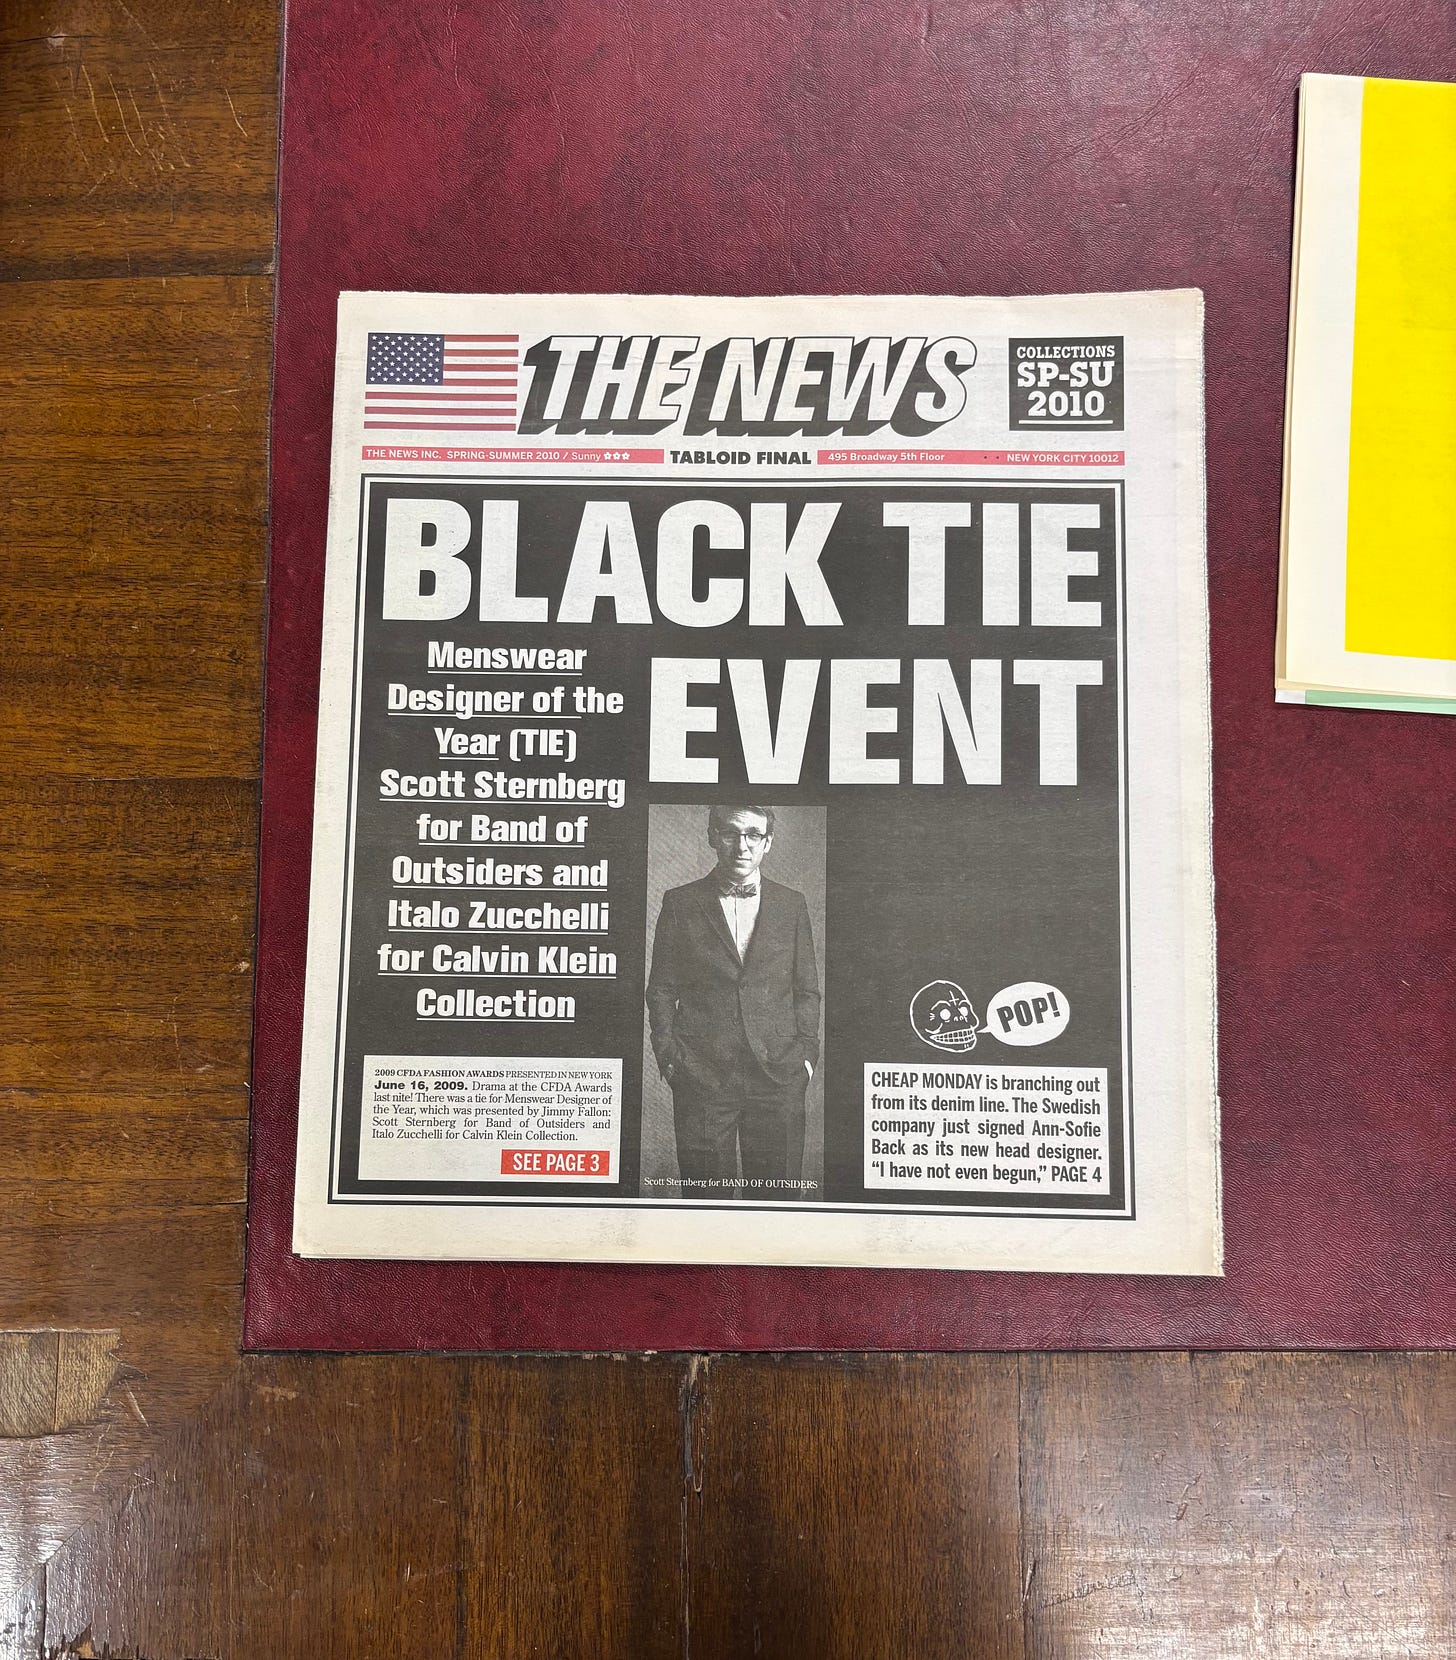 THE NEWS
COLLECTIONS
SP-SU
2010
THE NEWS INC. SPRING-SUMMER 2010 / Sunny
TABLOID FINAL
495 Broadway 5th Floor
NEW YORK CITY 10012
BLACK TIE
EVENT
Menswear
Designer of the
Year (TIE)
Scott Sternberg
for Band of
Outsiders and
Italo Zucchelli
for Calvin Klein
Collection
2009 CFDA FASHION AWARDS PRESENTED IN NEW YORK
June 16, 2009. Drama at the CFDA Awards
last nite! There was a tie for Menswear Designer of
the Year, which was presented by Jimmy Fallon:
Scott Sternberg for Band of Outsiders and
Italo Zucchelli for Calvin Klein Collection.
SEE PAGE 3
Scott Sternberg for BAND OF OUTSIDERS
POP!
CHEAP MONDAY is branching out
from its denim line. The Swedish
company just signed Ann-Sofie
Back as its new head designer.
“I have not even begun,” PAGE 4